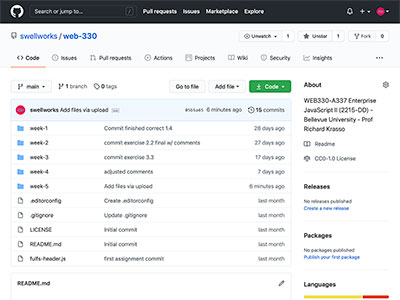 Search or jump to... / Pull requests Issues Marketplace Explore
swellworks / web-330
Unwatch 1 Unstar 1 Fork 0
Code Issues Pull requests Actions Projects Wiki Security Insights ...
main 1 branch 0 tags Go to file Add file Code
swellworks Add files via upload ... 6 minutes ago 15 commits
week-1 Commit finished correct 1.4 28 days ago
week-2 commit exercise 2.2 final w/ comments 27 days ago
week-3 commit exercise 3.3 17 days ago
week-4 adjusted comments 7 days ago
week-5 Add files via upload 6 minutes ago
.editorconfig Create .editorconfig last month
.gitignore Update .gitignore last month
LICENSE Initial commit last month
README.md Initial commit last month
fulfs-header.js first assignment commit last month
README.md
About
WEB330-A337 Enterprise
JavaScript II (2215-DD) -
Bellevue University - Prof
Richard Krasso
Readme
CC0-1.0 License
Releases
No releases published
Create a new release
Packages
No packages published
Publish your first package
Languages